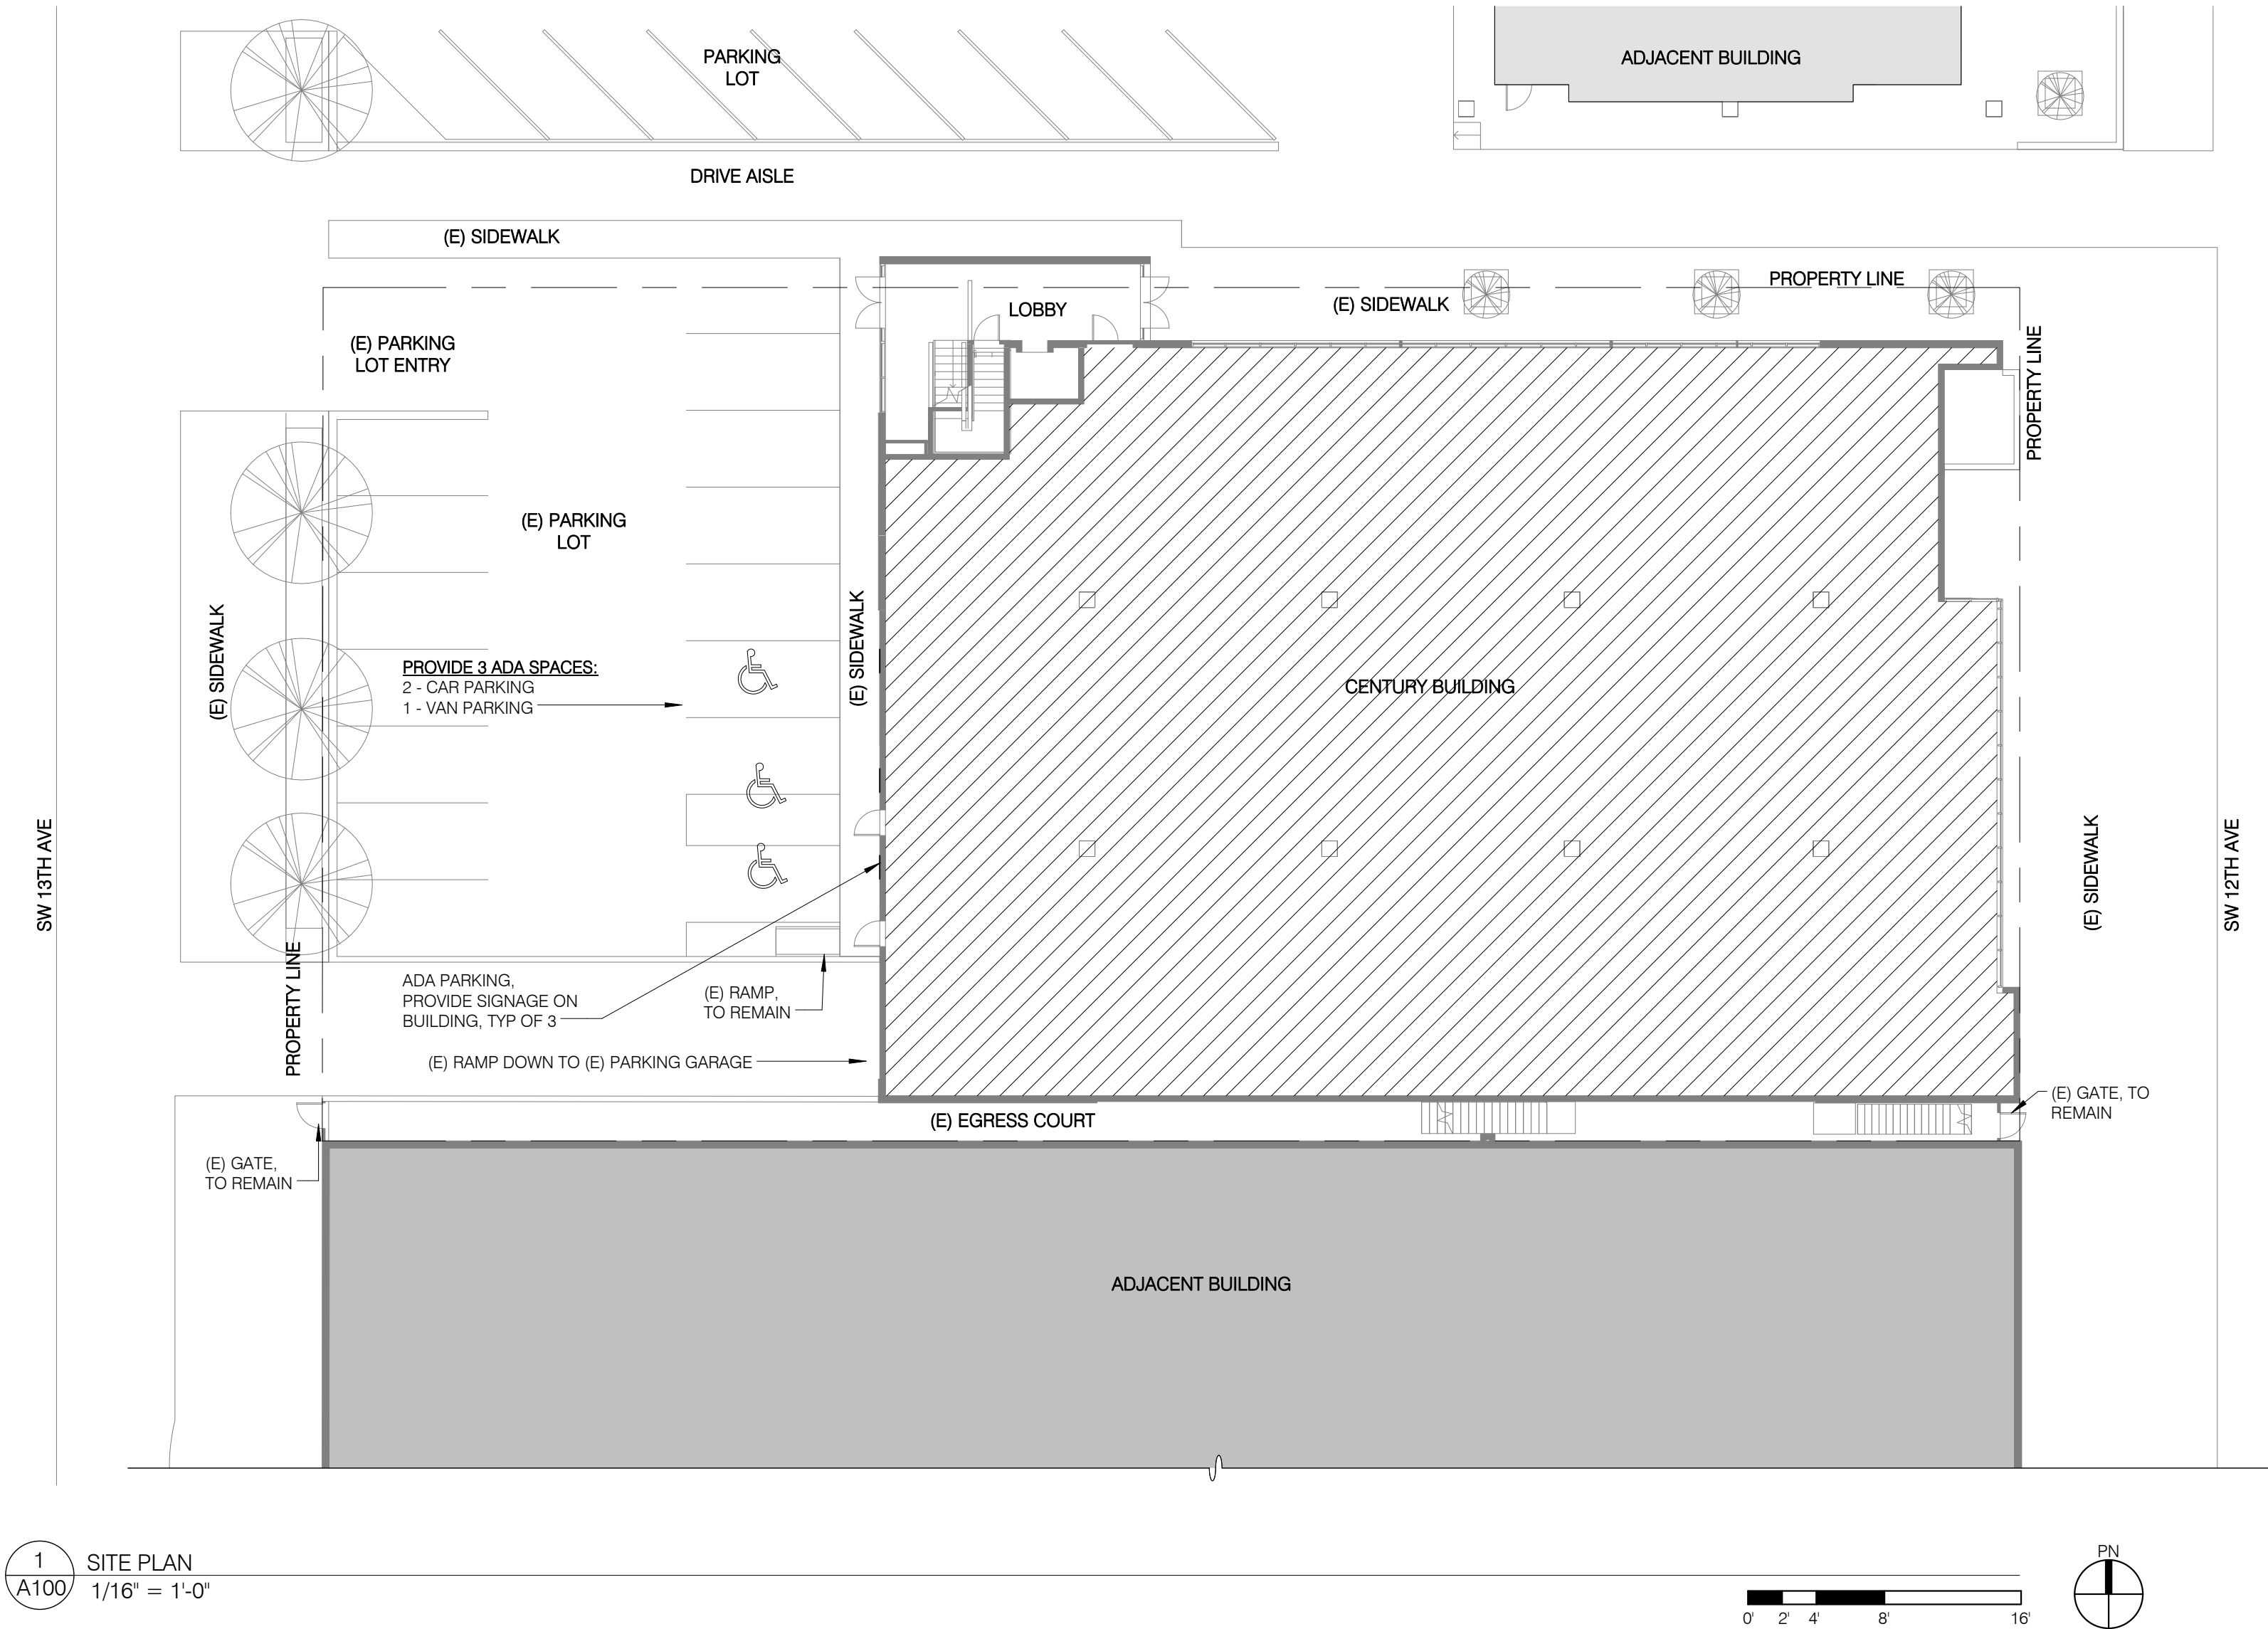 PARKING
LOT
ADJACENT BUILDING
DRIVE AISLE
(E) SIDEWALK
PROPERTY LINE
LOBBY
(E) SIDEWALK
(E) PARKING
LOT ENTRY
PROPERTY LINE
(E) PARKING
LOT
(E) SIDEWALK
(E) SIDEWALK
PROVIDE 3 ADA SPACES:
2 - CAR PARKING
1 - VAN PARKING
CENTURY BUILDING
SW 13TH AVE
(E) SIDEWALK
SW 12TH AVE
PROPERTY LINE
ADA PARKING,
PROVIDE SIGNAGE ON
BUILDING, TYP OF 3
(E) RAMP,
TO REMAIN
(E) RAMP DOWN TO (E) PARKING GARAGE
(E) GATE, TO
REMAIN
(E) EGRESS COURT
(E) GATE,
TO REMAIN
ADJACENT BUILDING
1
A100
SITE PLAN
1/16" = 1'-0"
0' 2' 4' 8' 16'
PN